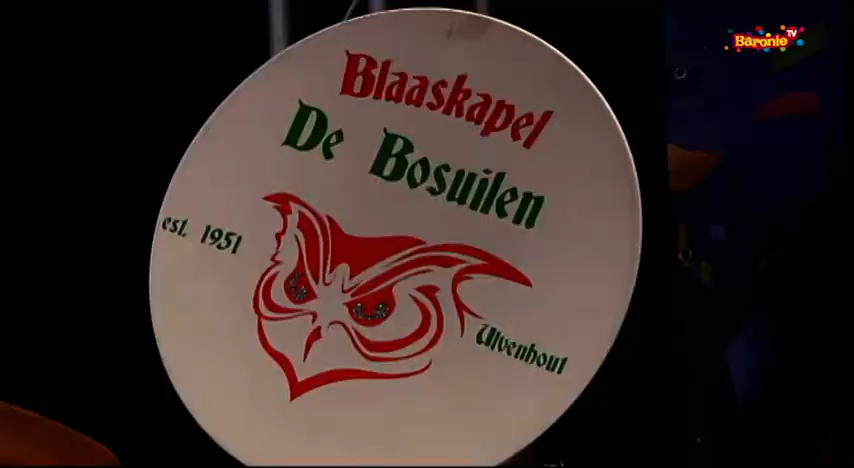 Baronie TV
Blaaskapel
De Bosuilen
est. 1951
Ulvenhout